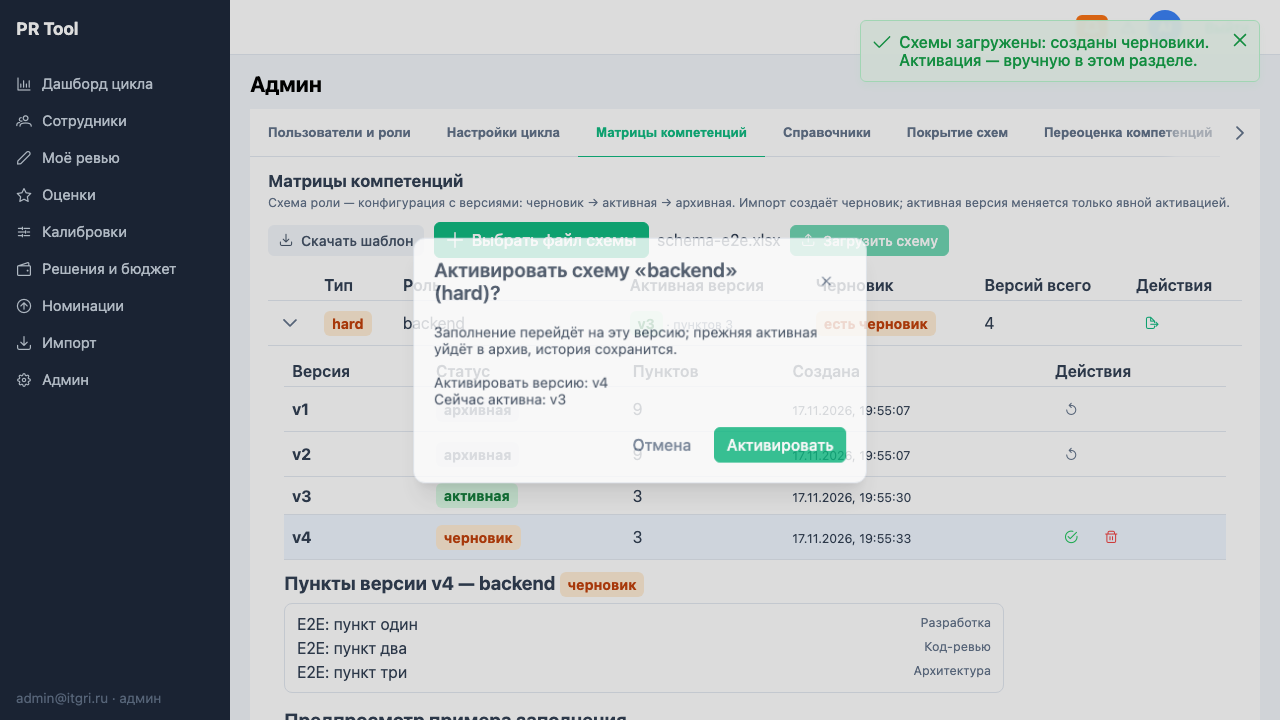 PR Tool
Дашборд цикла
Сотрудники
Моё ревью
Оценки
Калибровки
Решения и бюджет
Номинации
Импорт
Админ
admin@itgri.ru · админ
Схемы загружены: созданы черновики.
Активация — вручную в этом разделе.
Админ
Пользователи и роли
Настройки цикла
Матрицы компетенций
Справочники
Покрытие схем
Переоценка компетенций
Матрицы компетенций
Схема роли — конфигурация с версиями: черновик → активная → архивная. Импорт создаёт черновик; активная версия меняется только явной активацией.
Скачать шаблон
Выбрать файл схемы
schema-e2e.xlsx
Загрузить схему
Тип
Роль
Активная версия
Черновик
Версий всего
Действия
hard
backend
v3 · пунктов 3
есть черновик
4
Активировать схему «backend»
(hard)?
Заполнение перейдёт на эту версию; прежняя активная
уйдёт в архив, история сохранится.
Активировать версию: v4
Сейчас активна: v3
Отмена
Активировать
Версия
Статус
Пунктов
Создана
Действия
v1
архивная
9
17.11.2026, 19:55:07
v2
архивная
9
17.11.2026, 19:55:07
v3
активная
3
17.11.2026, 19:55:30
v4
черновик
3
17.11.2026, 19:55:33
Пункты версии v4 — backend черновик
E2E: пункт один
Разработка
E2E: пункт два
Код-ревью
E2E: пункт три
Архитектура
Предпросмотр примера заполнения